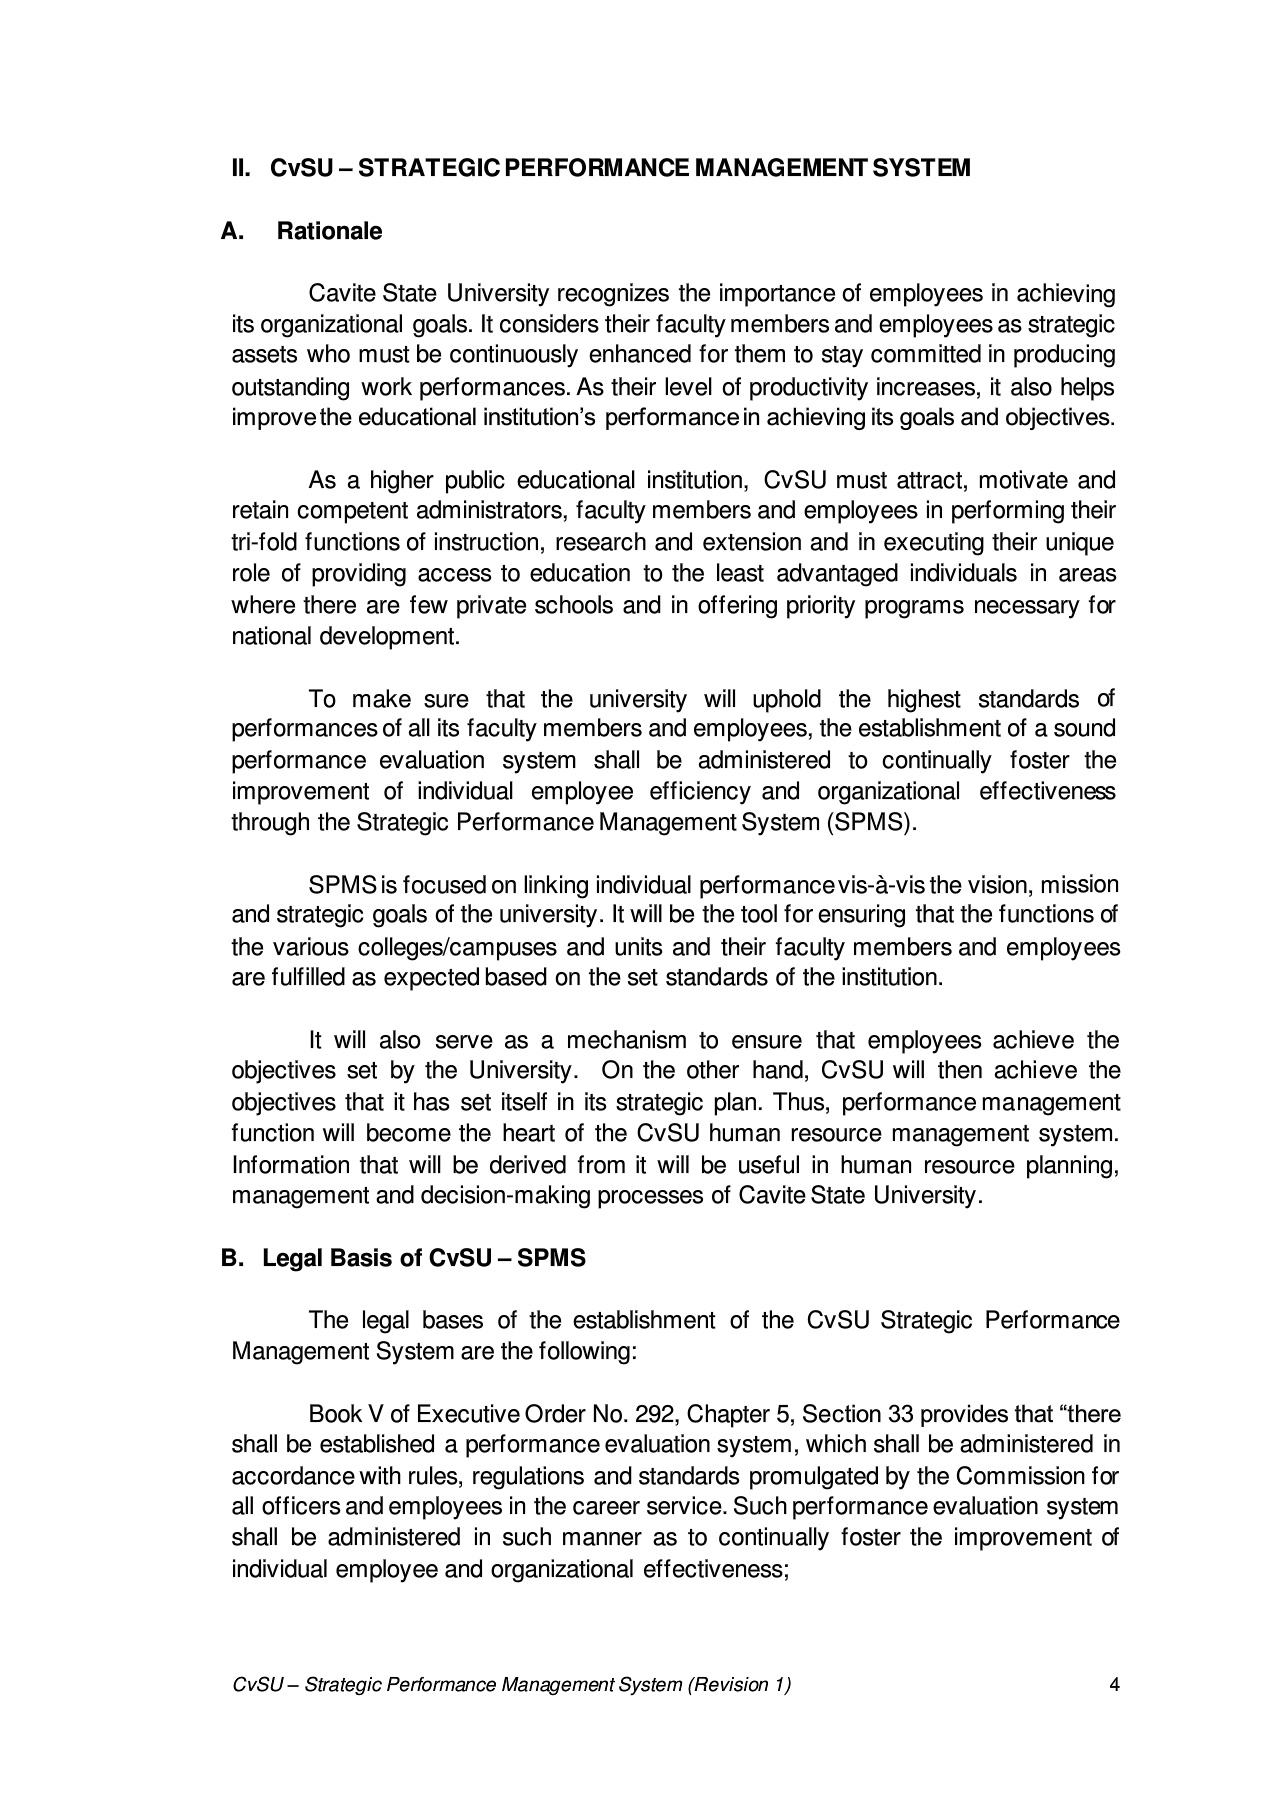 II. CvSU – STRATEGIC PERFORMANCE MANAGEMENT SYSTEM
A. Rationale
Cavite State University recognizes the importance of employees in achieving
its organizational goals. It considers their faculty members and employees as strategic
assets who must be continuously enhanced for them to stay committed in producing
outstanding work performances. As their level of productivity increases, it also helps
improve the educational institution’s performance in achieving its goals and objectives.
As a higher public educational institution, CvSU must attract, motivate and
retain competent administrators, faculty members and employees in performing their
tri-fold functions of instruction, research and extension and in executing their unique
role of providing access to education to the least advantaged individuals in areas
where there are few private schools and in offering priority programs necessary for
national development.
To make sure that the university will uphold the highest standards of
performances of all its faculty members and employees, the establishment of a sound
performance evaluation system shall be administered to continually foster the
improvement of individual employee efficiency and organizational effectiveness
through the Strategic Performance Management System (SPMS).
SPMS is focused on linking individual performance vis-à-vis the vision, mission
and strategic goals of the university. It will be the tool for ensuring that the functions of
the various colleges/campuses and units and their faculty members and employees
are fulfilled as expected based on the set standards of the institution.
It will also serve as a mechanism to ensure that employees achieve the
objectives set by the University. On the other hand, CvSU will then achieve the
objectives that it has set itself in its strategic plan. Thus, performance management
function will become the heart of the CvSU human resource management system.
Information that will be derived from it will be useful in human resource planning,
management and decision-making processes of Cavite State University.
B. Legal Basis of CvSU – SPMS
The legal bases of the establishment of the CvSU Strategic Performance
Management System are the following:
Book V of Executive Order No. 292, Chapter 5, Section 33 provides that “there
shall be established a performance evaluation system, which shall be administered in
accordance with rules, regulations and standards promulgated by the Commission for
all officers and employees in the career service. Such performance evaluation system
shall be administered in such manner as to continually foster the improvement of
individual employee and organizational effectiveness;
CvSU – Strategic Performance Management System (Revision 1) 4